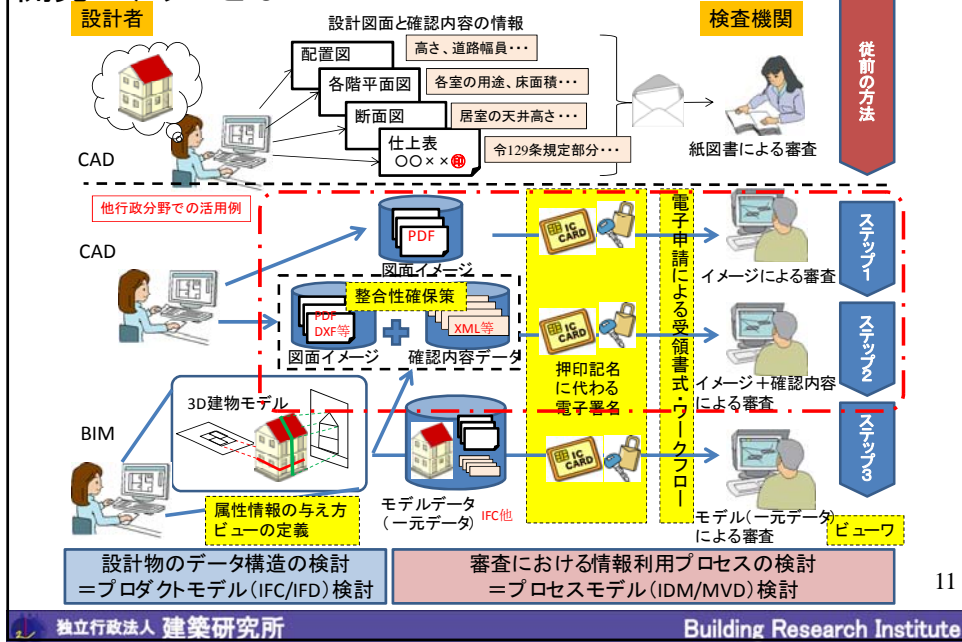 設計者
設計図面と確認内容の情報
検査機関
配置図
高さ、道路幅員・・・
各階平面図
各室の用途、床面積・・・
断面図
居室の天井高さ・・・
仕上表
〇〇××㊞
令129条規定部分・・・
CAD
紙図書による審査
従前の方法
他行政分野での活用例
CAD
PDF
図面イメージ
IC CARD
電子申請による受領書式・ワークフロー
イメージによる審査
ステップ1
整合性確保策
PDF
DXF等
XML等
図面イメージ
確認内容データ
IC CARD
押印記名
に代わる
電子署名
イメージ+確認内容
による審査
ステップ2
BIM
3D建物モデル
属性情報の与え方
ビューの定義
モデルデータ
(一元データ)
IFC他
IC CARD
モデル(一元データ)
による審査
ビューワ
ステップ3
設計物のデータ構造の検討
=プロダクトモデル(IFC/IFD)検討
審査における情報利用プロセスの検討
=プロセスモデル(IDM/MVD)検討
11
独立行政法人 建築研究所
Building Research Institute